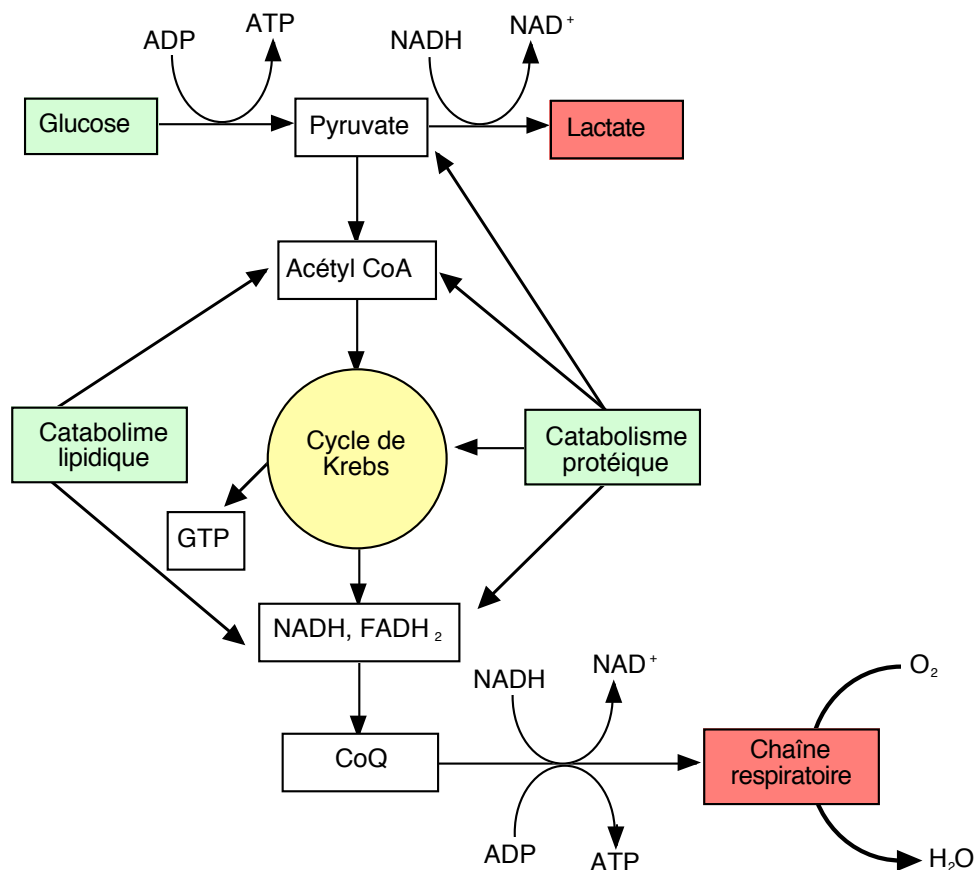 ADP
ATP
NADH
NAD⁺
Glucose
Pyruvate
Lactate
Acétyl CoA
Catabolime
lipidique
Cycle de
Krebs
Catabolisme
protéique
GTP
NADH, FADH₂
NADH
NAD⁺
O₂
CoQ
Chaîne
respiratoire
ADP
ATP
H₂O